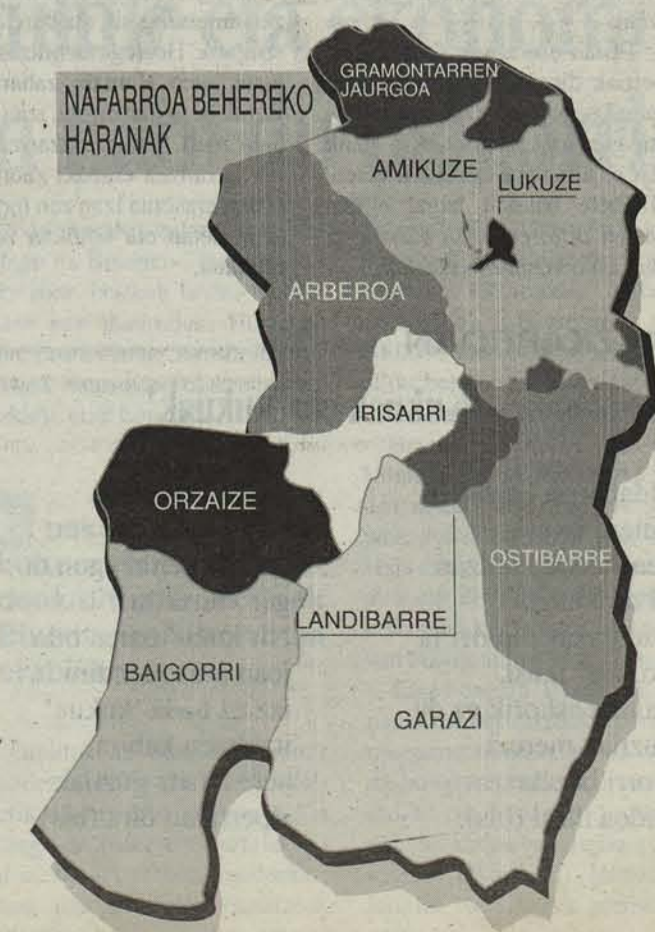 NAFARROA BEHEREKO
HARANAK
GRAMONTARREN
JAURGOA
AMIKUZE
LUKUZE
ARBEROA
IRISARRI
ORZAIZE
OSTIBARRE
LANDIBARRE
BAIGORRI
GARAZI